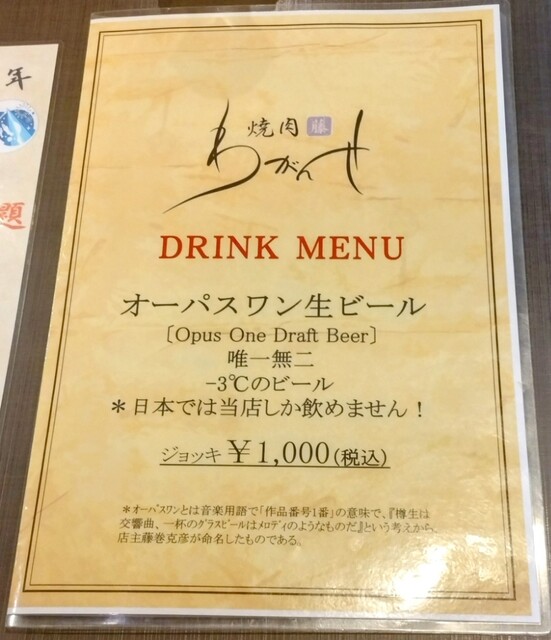 年
題
焼肉 藤
わがんせ
DRINK MENU
オーパスワン生ビール
〔Opus One Draft Beer〕
唯一無二
-3℃のビール
＊日本では当店しか飲めません！
ジョッキ ￥1,000(税込)
＊オーパスワンとは音楽用語で「作品番号1番」の意味で、『樽生は
交響曲、一杯のグラスビールはメロディのようなものだ』という考えから、
店主藤巻克彦が命名したものである。